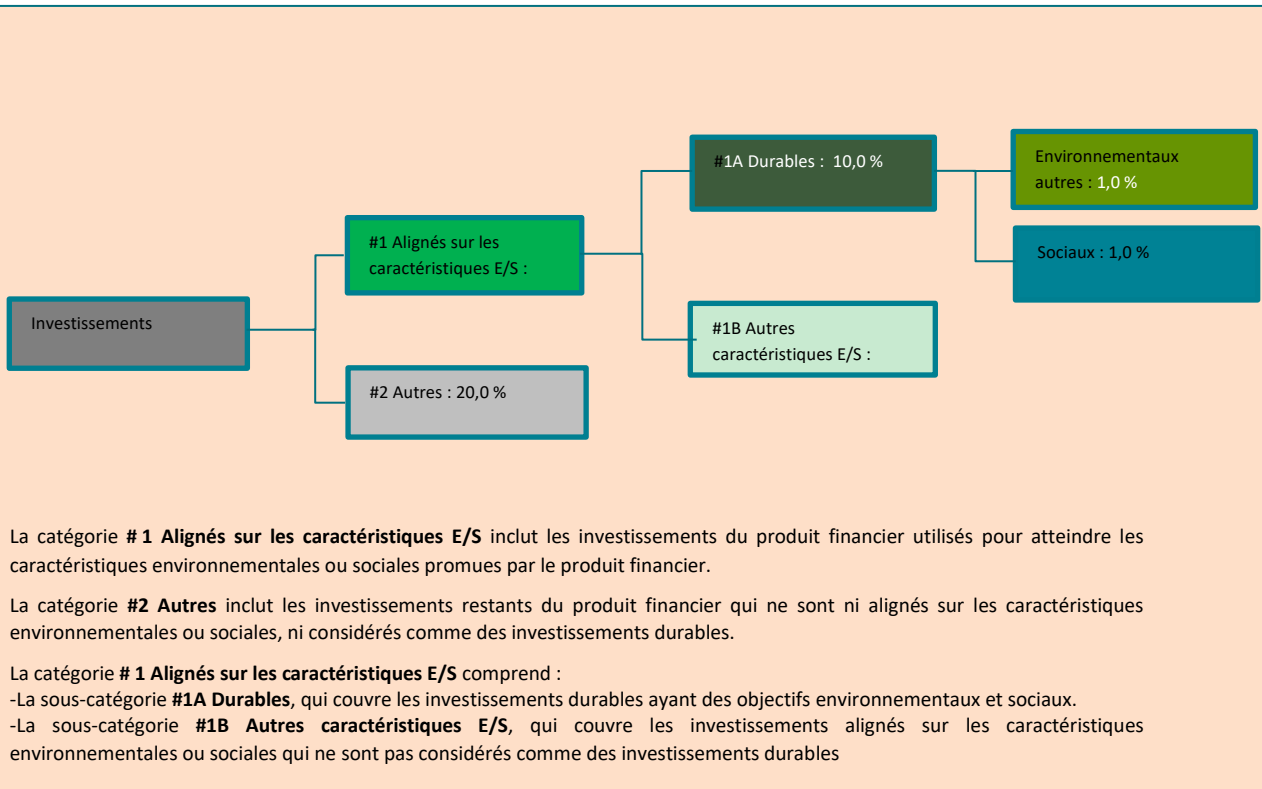 #1A Durables : 10,0 %
Environnementaux
autres : 1,0 %
#1 Alignés sur les
caractéristiques E/S :
Sociaux : 1,0 %
Investissements
#1B Autres
caractéristiques E/S :
#2 Autres : 20,0 %
La catégorie # 1 Alignés sur les caractéristiques E/S inclut les investissements du produit financier utilisés pour atteindre les
caractéristiques environnementales ou sociales promues par le produit financier.
La catégorie #2 Autres inclut les investissements restants du produit financier qui ne sont ni alignés sur les caractéristiques
environnementales ou sociales, ni considérés comme des investissements durables.
La catégorie # 1 Alignés sur les caractéristiques E/S comprend :
-La sous-catégorie #1A Durables, qui couvre les investissements durables ayant des objectifs environnementaux et sociaux.
-La sous-catégorie #1B Autres caractéristiques E/S, qui couvre les investissements alignés sur les caractéristiques
environnementales ou sociales qui ne sont pas considérés comme des investissements durables